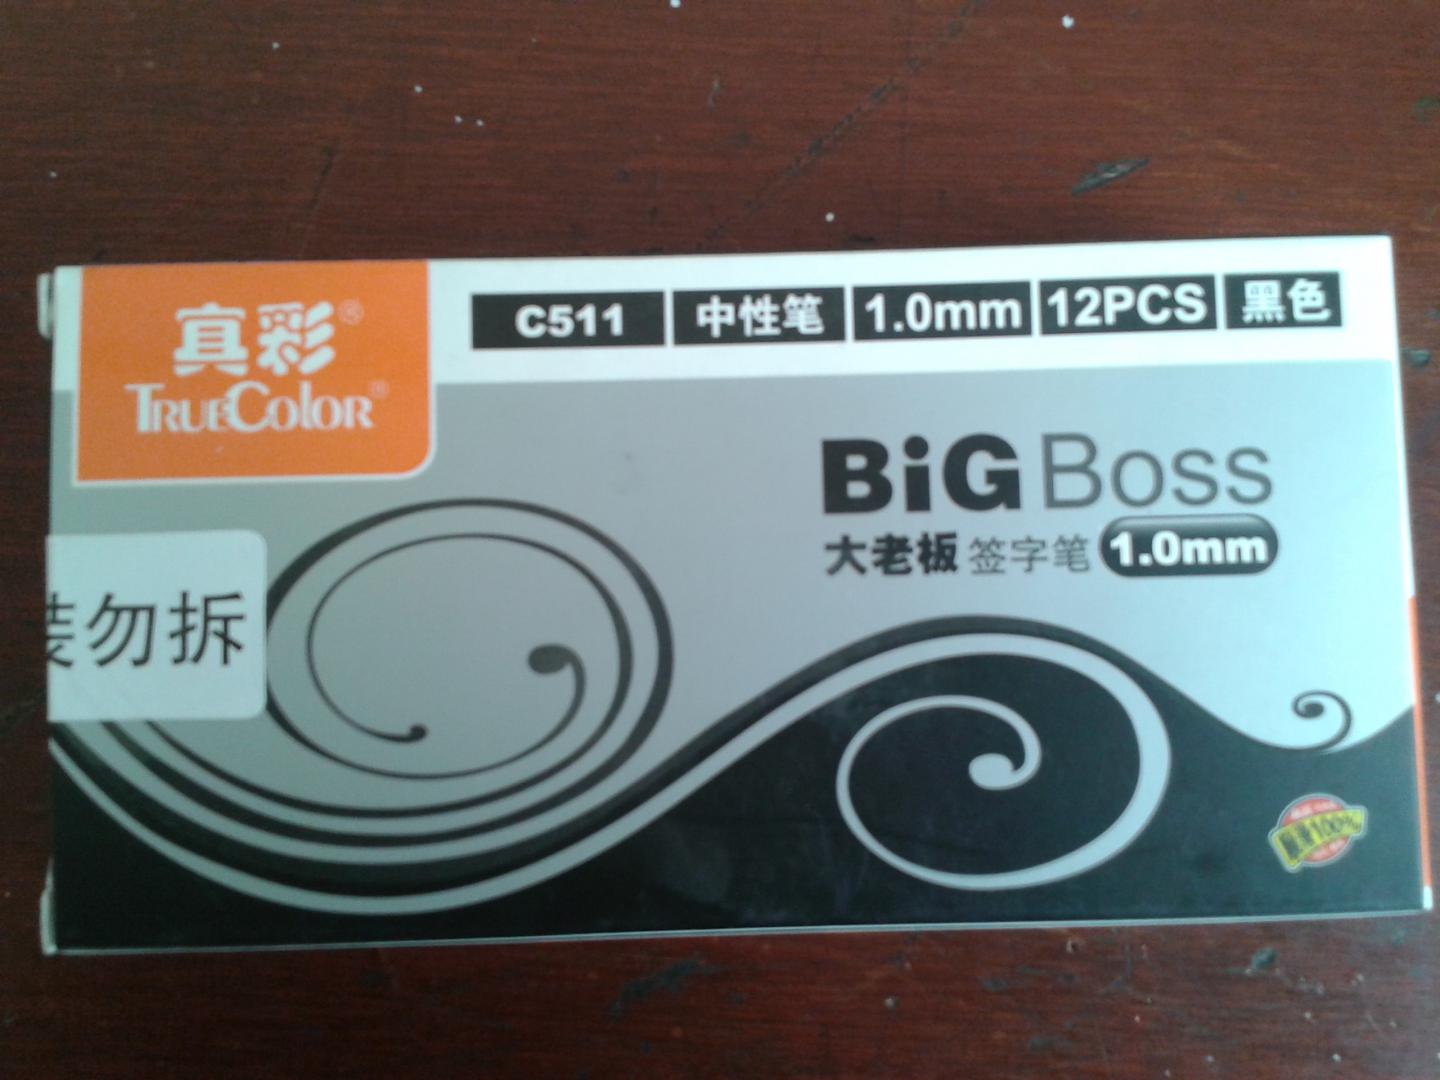 真彩®
TRUECOLOR®
C511 中性笔 1.0mm 12PCS 黑色
BiG Boss
大老板 签字笔 1.0mm
装勿拆
100%